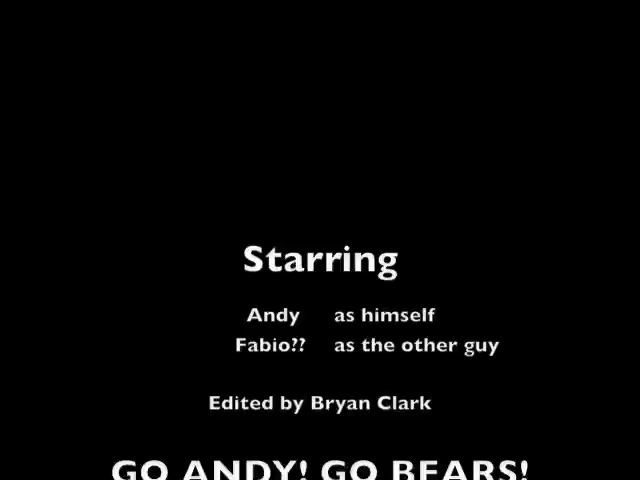 Starring
Andy as himself
Fabio?? as the other guy
Edited by Bryan Clark
GO ANDY! GO BEARS!